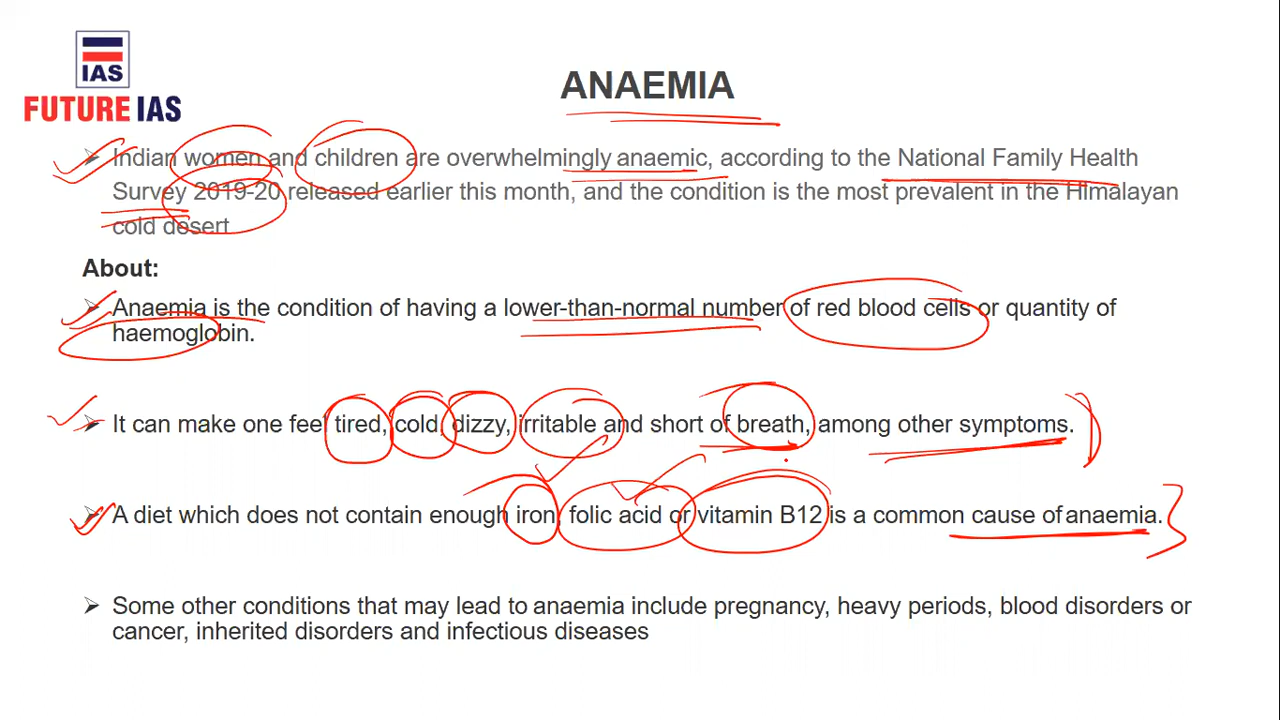 IAS
FUTURE IAS
ANAEMIA
➢ Indian women and children are overwhelmingly anaemic, according to the National Family Health
Survey 2019-20 released earlier this month, and the condition is the most prevalent in the Himalayan
cold desert
About:
➢ Anaemia is the condition of having a lower-than-normal number of red blood cells or quantity of
haemoglobin.
➢ It can make one feel tired, cold, dizzy, irritable and short of breath, among other symptoms.
➢ A diet which does not contain enough iron, folic acid or vitamin B12 is a common cause of anaemia.
➢ Some other conditions that may lead to anaemia include pregnancy, heavy periods, blood disorders or
cancer, inherited disorders and infectious diseases